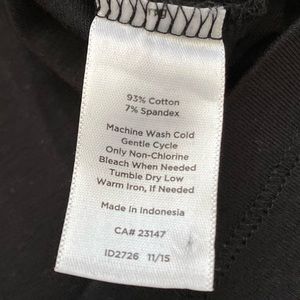 93% Cotton
7% Spandex
Machine Wash Cold
Gentle Cycle
Only Non-Chlorine
Bleach When Needed
Tumble Dry Low
Warm Iron, If Needed
Made in Indonesia
CA# 23147
ID2726 11/15